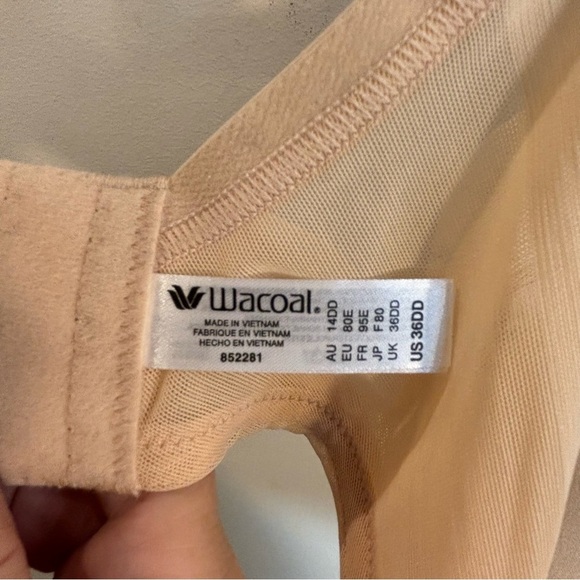 Wacoal®
MADE IN VIETNAM
FABRIQUE EN VIETNAM
HECHO EN VIETNAM
852281
AU 14DD
EU 80E
FR 95E
JP F 80
UK 36DD
US 36DD